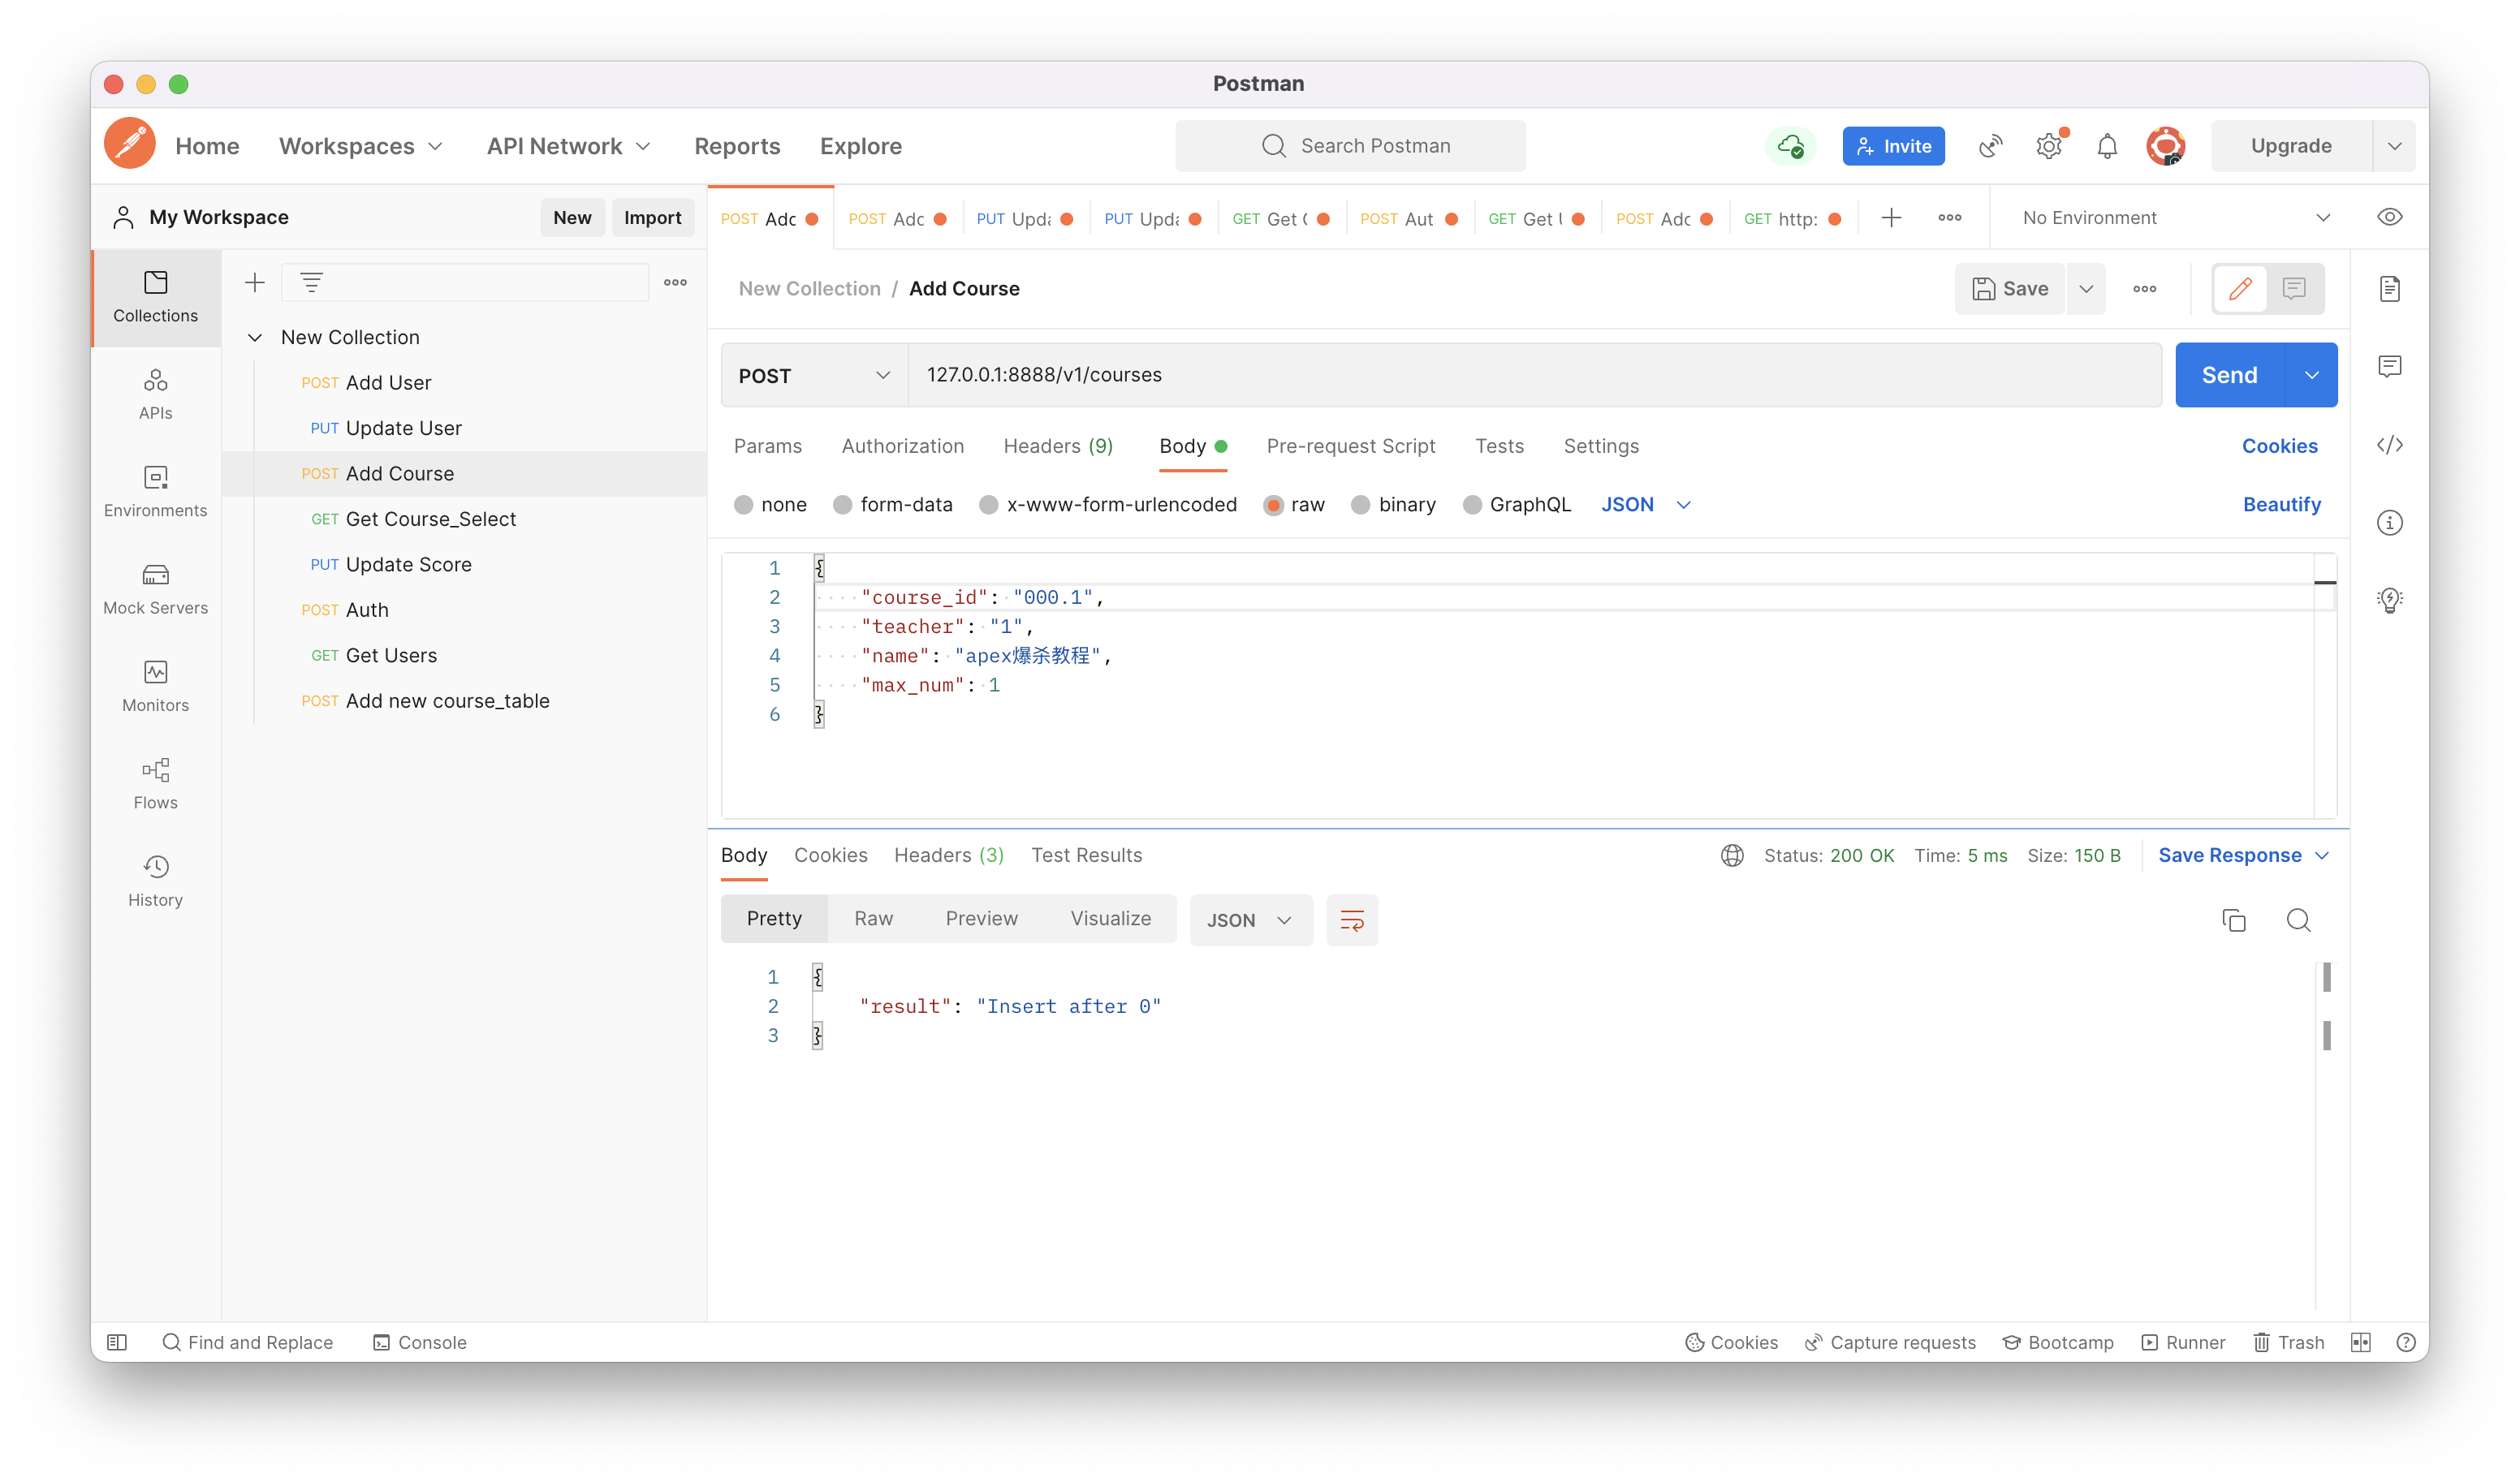 Postman
Home Workspaces API Network Reports Explore Search Postman Invite Upgrade
My Workspace New Import
POST Adc POST Adc PUT Upda PUT Upda GET Get POST Aut GET Get POST Adc GET http: No Environment
Collections
APIs
Environments
Mock Servers
Monitors
Flows
History
New Collection
POST Add User
PUT Update User
POST Add Course
GET Get Course_Select
PUT Update Score
POST Auth
GET Get Users
POST Add new course_table
New Collection / Add Course Save
POST 127.0.0.1:8888/v1/courses Send
Params Authorization Headers (9) Body Pre-request Script Tests Settings Cookies
none form-data x-www-form-urlencoded raw binary GraphQL JSON Beautify
1 {
2 "course_id": "000.1",
3 "teacher": "1",
4 "name": "apex爆杀教程",
5 "max_num": 1
6 }
Body Cookies Headers (3) Test Results Status: 200 OK Time: 5 ms Size: 150 B Save Response
Pretty Raw Preview Visualize JSON
1 {
2 "result": "Insert after 0"
3 }
Find and Replace Console Cookies Capture requests Bootcamp Runner Trash